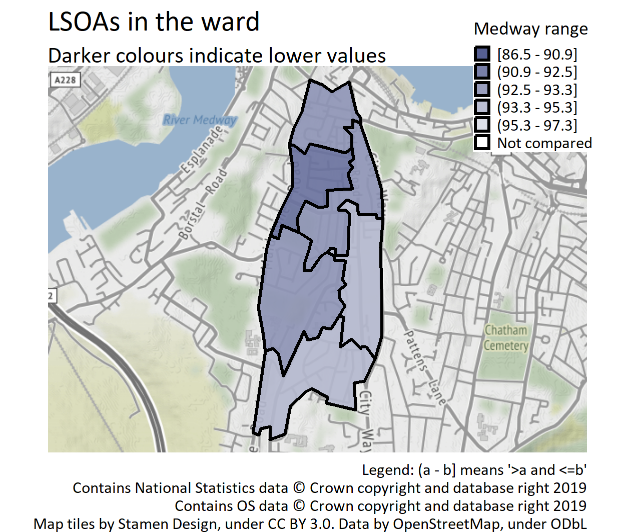 LSOAs in the ward
Darker colours indicate lower values
Medway range
[86.5 - 90.9]
(90.9 - 92.5]
(92.5 - 93.3]
(93.3 - 95.3]
(95.3 - 97.3]
Not compared
A228
River Medway
Esplanade
Borstal - Road
2
Chatham
Cemetery
Pattens - Lane
City Way
Legend: (a - b] means '>a and <=b'
Contains National Statistics data © Crown copyright and database right 2019
Contains OS data © Crown copyright and database right 2019
Map tiles by Stamen Design, under CC BY 3.0. Data by OpenStreetMap, under ODbL